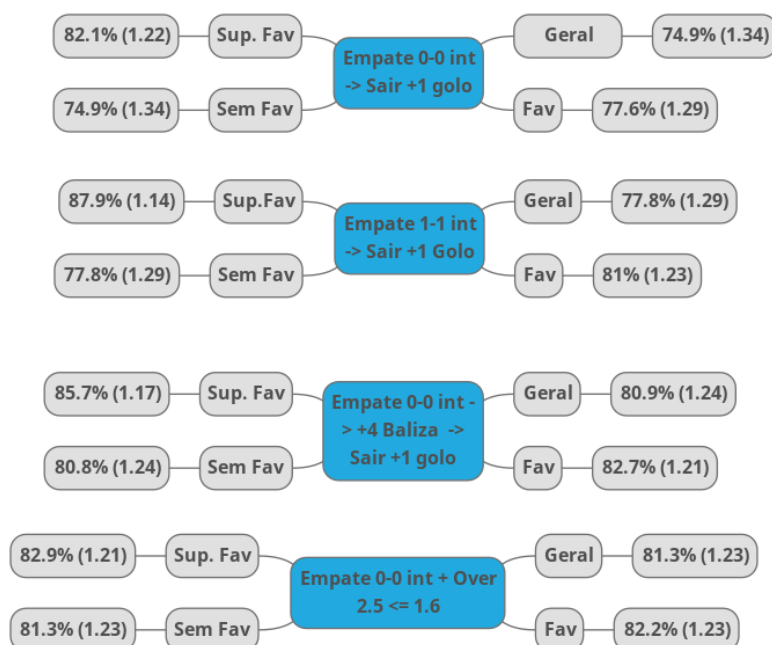 82.1% (1.22)
Sup. Fav
Empate 0-0 int
-> Sair +1 golo
Geral
74.9% (1.34)
74.9% (1.34)
Sem Fav
Fav
77.6% (1.29)
87.9% (1.14)
Sup.Fav
Empate 1-1 int
-> Sair +1 Golo
Geral
77.8% (1.29)
77.8% (1.29)
Sem Fav
Fav
81% (1.23)
85.7% (1.17)
Sup. Fav
Empate 0-0 int -
> +4 Baliza ->
Sair +1 golo
Geral
80.9% (1.24)
80.8% (1.24)
Sem Fav
Fav
82.7% (1.21)
82.9% (1.21)
Sup. Fav
Empate 0-0 int + Over
2.5 <= 1.6
Geral
81.3% (1.23)
81.3% (1.23)
Sem Fav
Fav
82.2% (1.23)